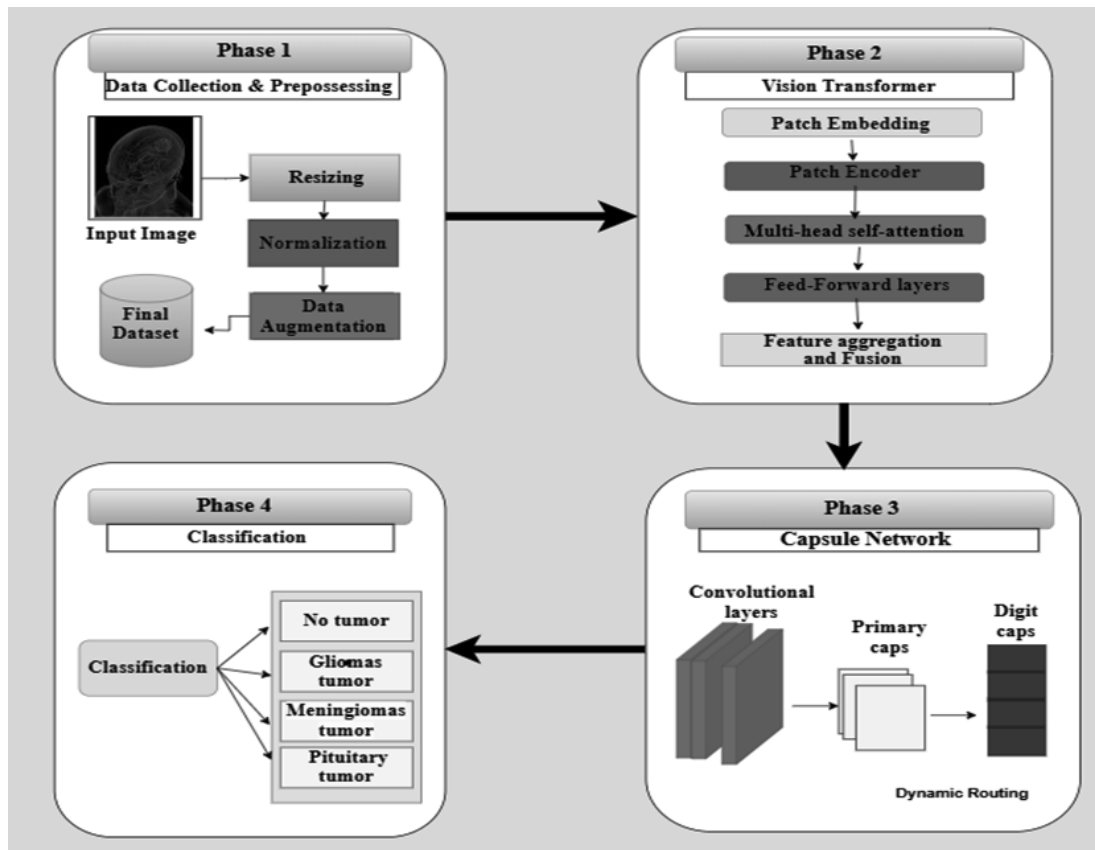 Phase 1
Data Collection & Prepossessing
Input Image
Resizing
Normalization
Data
Augmentation
Final
Dataset
Phase 2
Vision Transformer
Patch Embedding
Patch Encoder
Multi-head self-attention
Feed-Forward layers
Feature aggregation
and Fusion
Phase 3
Capsule Network
Convolutional
layers
Primary
caps
Digit
caps
Dynamic Routing
Phase 4
Classification
Classification
No tumor
Gliomas
tumor
Meningiomas
tumor
Pituitary
tumor